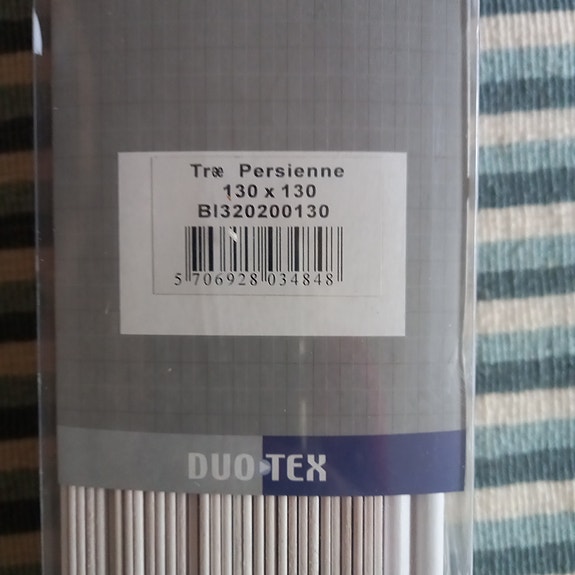 Træ Persienne
130 x 130
BI320200130
5 706928 034848
DUO TEX